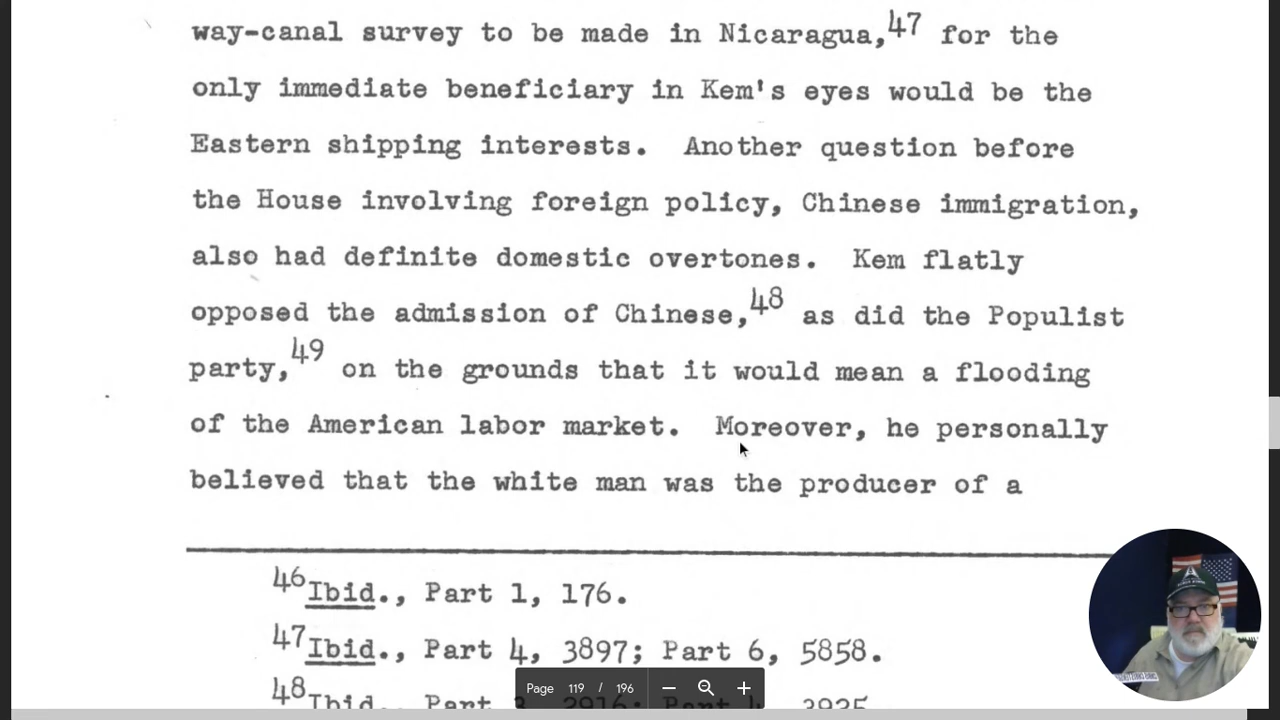 way-canal survey to be made in Nicaragua,47 for the
only immediate beneficiary in Kem's eyes would be the
Eastern shipping interests. Another question before
the House involving foreign policy, Chinese immigration,
also had definite domestic overtones. Kem flatly
opposed the admission of Chinese,48 as did the Populist
party,49 on the grounds that it would mean a flooding
of the American labor market. Moreover, he personally
believed that the white man was the producer of a
46Ibid., Part 1, 176.
47Ibid., Part 4, 3897; Part 6, 5858.
48Ibid. Part
Page 119 / 196